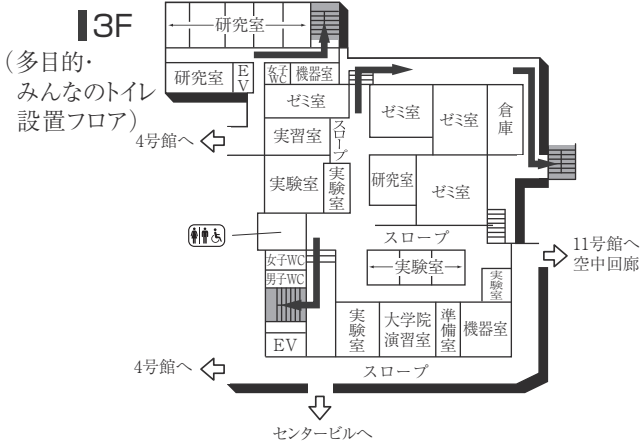 3F
(多目的・
みんなのトイレ
設置フロア)
研究室
研究室
EV
女子WC
機器室
ゼミ室
4号館へ
実習室
スロープ
ゼミ室
ゼミ室
倉庫
実験室
実験室
研究室
ゼミ室
スロープ
11号館へ
空中回廊
女子WC
男子WC
実験室
実験室
EV
実験室
大学院
演習室
準備室
機器室
4号館へ
スロープ
センタービルへ